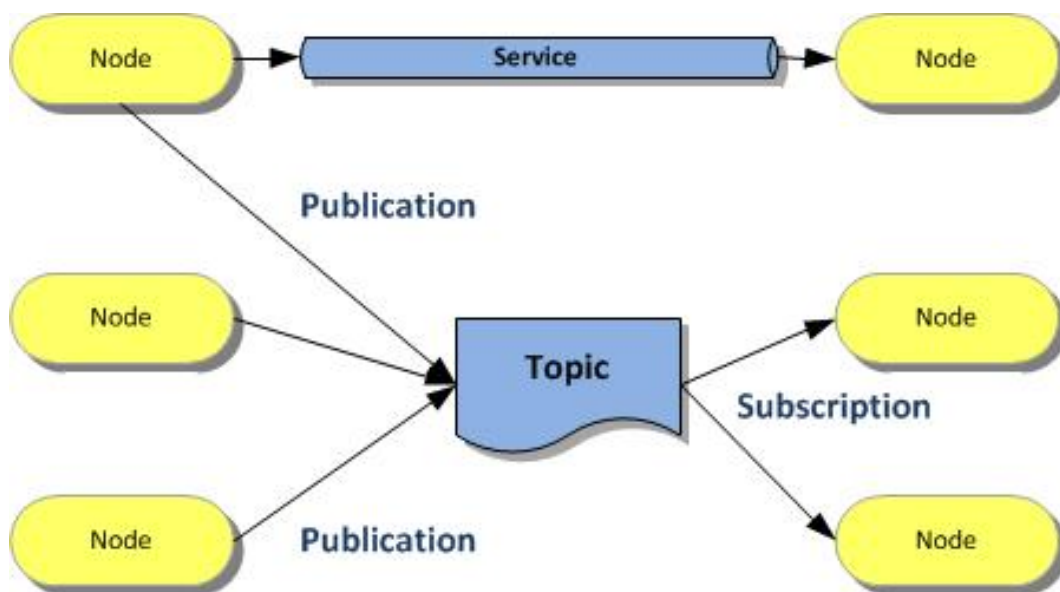 Node
Service
Node
Publication
Node
Topic
Node
Subscription
Node
Publication
Node